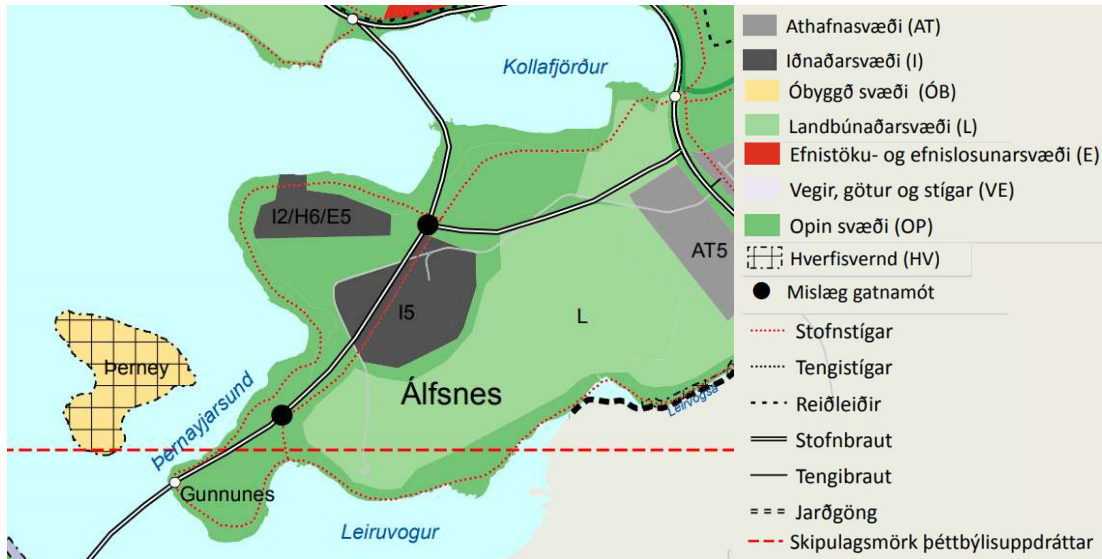 Kollafjörður
I2/H6/E5
AT5
I5
L
Þerney
Álfsnes
Þernayjarsund
Leirvogsá
Gunnunes
Leiruvogur
Athafnasvæði (AT)
Iðnaðarsvæði (I)
Óbyggð svæði (ÓB)
Landbúnaðarsvæði (L)
Efnistöku- og efnislosunarsvæði (E)
Vegir, götur og stígar (VE)
Opin svæði (OP)
Hverfisvernd (HV)
Mislæg gatnamót
Stofnstígar
Tengistígar
Reiðleiðir
Stofnbraut
Tengibraut
Jarðgöng
Skipulagsmörk þéttbýlisuppdráttar